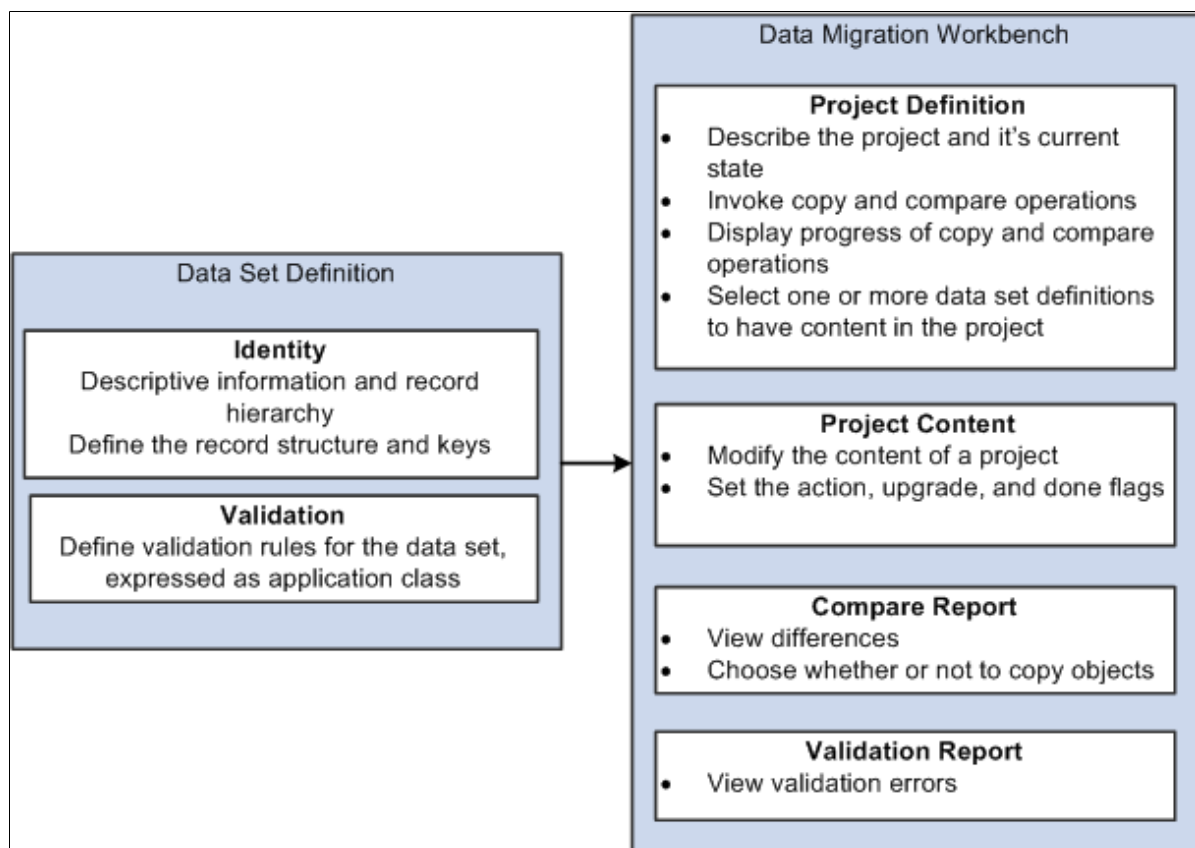 Data Set Definition
Identity
Descriptive information and record
hierarchy
Define the record structure and keys
Validation
Define validation rules for the data set,
expressed as application class
Data Migration Workbench
Project Definition
• Describe the project and it's current
state
• Invoke copy and compare operations
• Display progress of copy and compare
operations
• Select one or more data set definitions
to have content in the project
Project Content
• Modify the content of a project
• Set the action, upgrade, and done flags
Compare Report
• View differences
• Choose whether or not to copy objects
Validation Report
• View validation errors